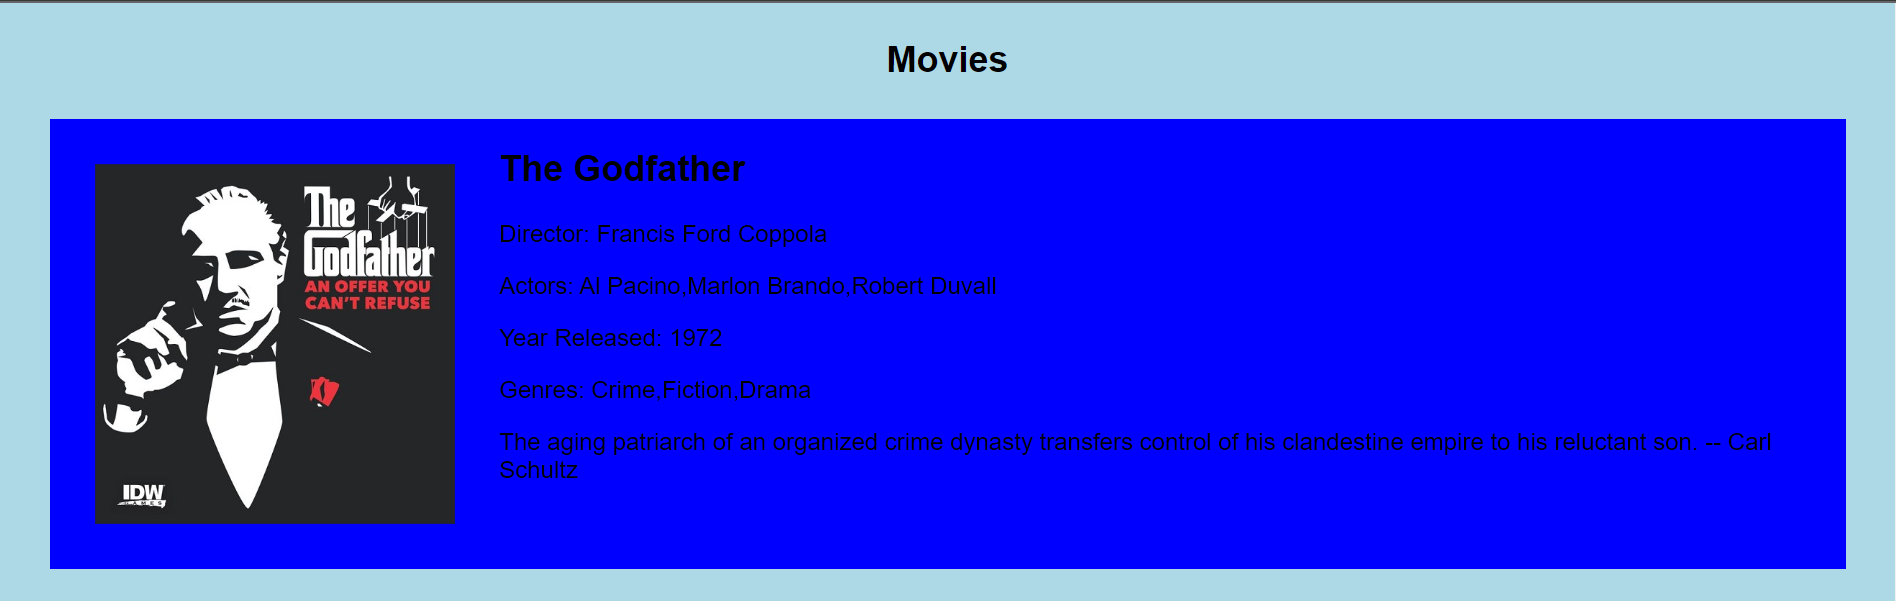 Movies
The Godfather
The
Godfather
AN OFFER YOU
CAN'T REFUSE
IDW
GAMES
Director: Francis Ford Coppola
Actors: Al Pacino,Marlon Brando,Robert Duvall
Year Released: 1972
Genres: Crime,Fiction,Drama
The aging patriarch of an organized crime dynasty transfers control of his clandestine empire to his reluctant son. -- Carl
Schultz